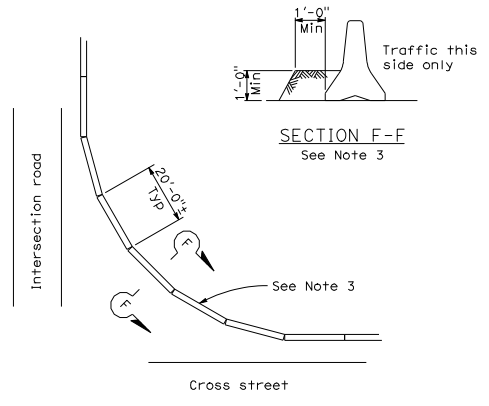 1'-0"
Min
1'-0"
Min
Traffic this
side only
SECTION F-F
See Note 3
Intersection road
20'-0"±
Typ
F
F
See Note 3
Cross street